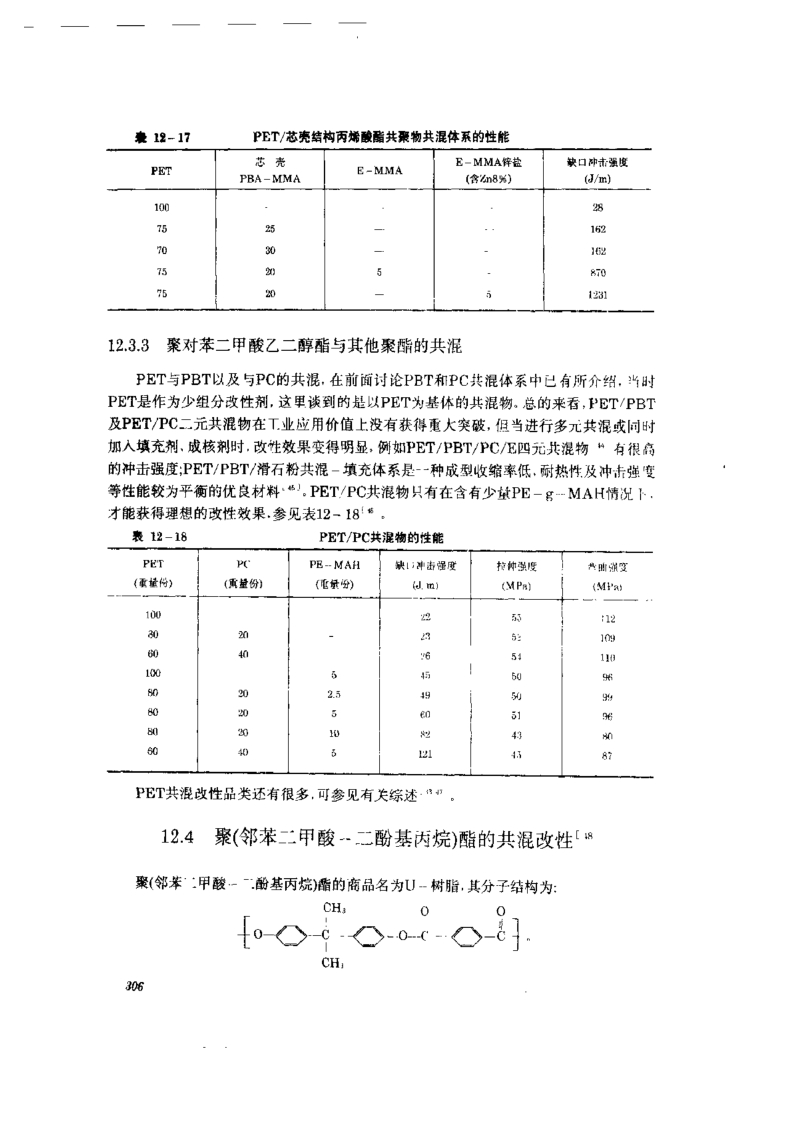 表 12-17 PET/芯壳结构丙烯酸酯共聚物共混体系的性能
PET 芯 壳 PBA-MMA E-MMA E-MMA锌盐 (含Zn8%) 缺口冲击强度 (J/m)
100 - - - 28
75 25 — - - 162
70 30 — - 162
75 20 5 - 870
75 20 — 5 1231
12.3.3 聚对苯二甲酸乙二醇酯与其他聚酯的共混
PET与PBT以及与PC的共混,在前面讨论PBT和PC共混体系中已有所介绍,当时
PET是作为少组分改性剂,这里谈到的是以PET为基体的共混物。总的来看,PET/PBT
及PET/PC二元共混物在工业应用价值上没有获得重大突破,但当进行多元共混或同时
加入填充剂、成核剂时,改性效果变得明显,例如PET/PBT/PC/E四元共混物 有很高
的冲击强度;PET/PBT/滑石粉共混-填充体系是一种成型收缩率低,耐热性及冲击强度
等性能较为平衡的优良材料。PET/PC共混物只有在含有少量PE-g-MAH情况下,
才能获得理想的改性效果,参见表12-18。
表 12-18 PET/PC共混物的性能
PET (重量份) PC (重量份) PE-MAH (重量份) 缺口冲击强度 (J/m) 拉伸强度 (MPa) 弯曲强度 (MPa)
100 22 55 112
80 20 - 23 109
60 40 26 54 110
100 5 45 50 96
80 20 2.5 49 50 99
80 20 5 60 51 96
80 20 10 82 43 80
60 40 5 121 45 87
PET共混改性品类还有很多,可参见有关综述 。
12.4 聚(邻苯二甲酸-二酚基丙烷)酯的共混改性[48
聚(邻苯二甲酸-二酚基丙烷)酯的商品名为U-树脂,其分子结构为:
CH3 O O
O C O C C
CH3
306